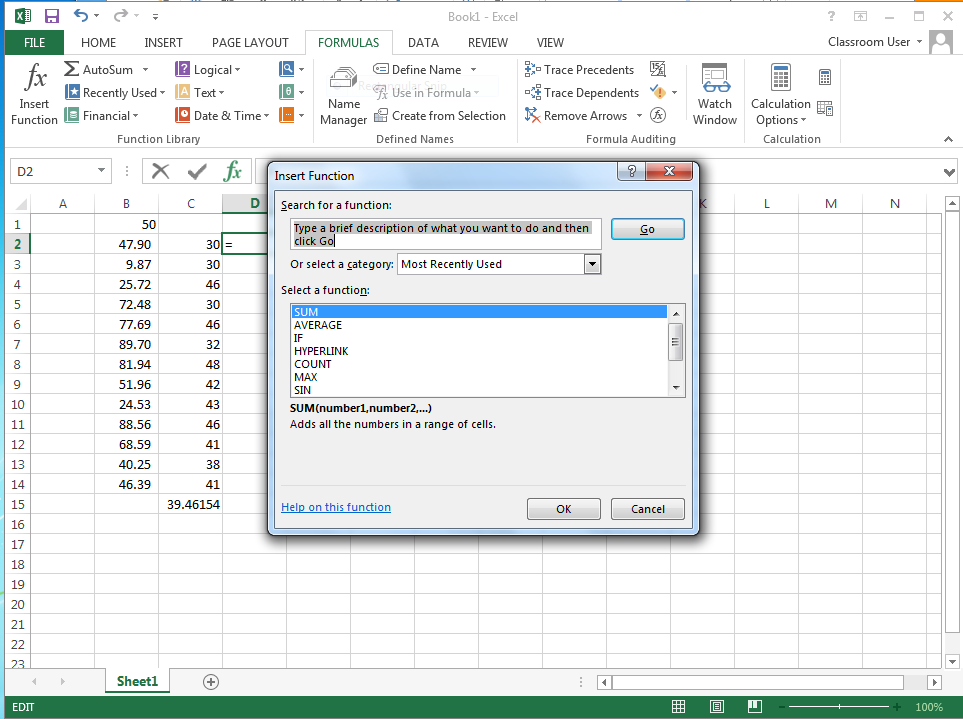 Book1 - Excel
?
FILE HOME INSERT PAGE LAYOUT FORMULAS DATA REVIEW VIEW Classroom User
fx
Insert
Function
Σ AutoSum
Recently Used
Financial
Logical
Text
Date & Time
θ
Function Library
Name
Manager
Define Name
Use in Formula
Create from Selection
Defined Names
Trace Precedents
Trace Dependents
Remove Arrows
Formula Auditing
Watch
Window
Calculation
Options
Calculation
D2
fx
A B C D K L M N
1 50
2 47.90 30 =
3 9.87 30
4 25.72 46
5 72.48 30
6 77.69 46
7 89.70 32
8 81.94 48
9 51.96 42
10 24.53 43
11 88.56 46
12 68.59 41
13 40.25 38
14 46.39 41
15 39.46154
16
17
18
19
20
21
22
23
Insert Function
?
Search for a function:
Type a brief description of what you want to do and then
click Go
Go
Or select a category: Most Recently Used
Select a function:
SUM
AVERAGE
IF
HYPERLINK
COUNT
MAX
SIN
SUM(number1,number2,...)
Adds all the numbers in a range of cells.
Help on this function
OK
Cancel
Sheet1
EDIT
100%